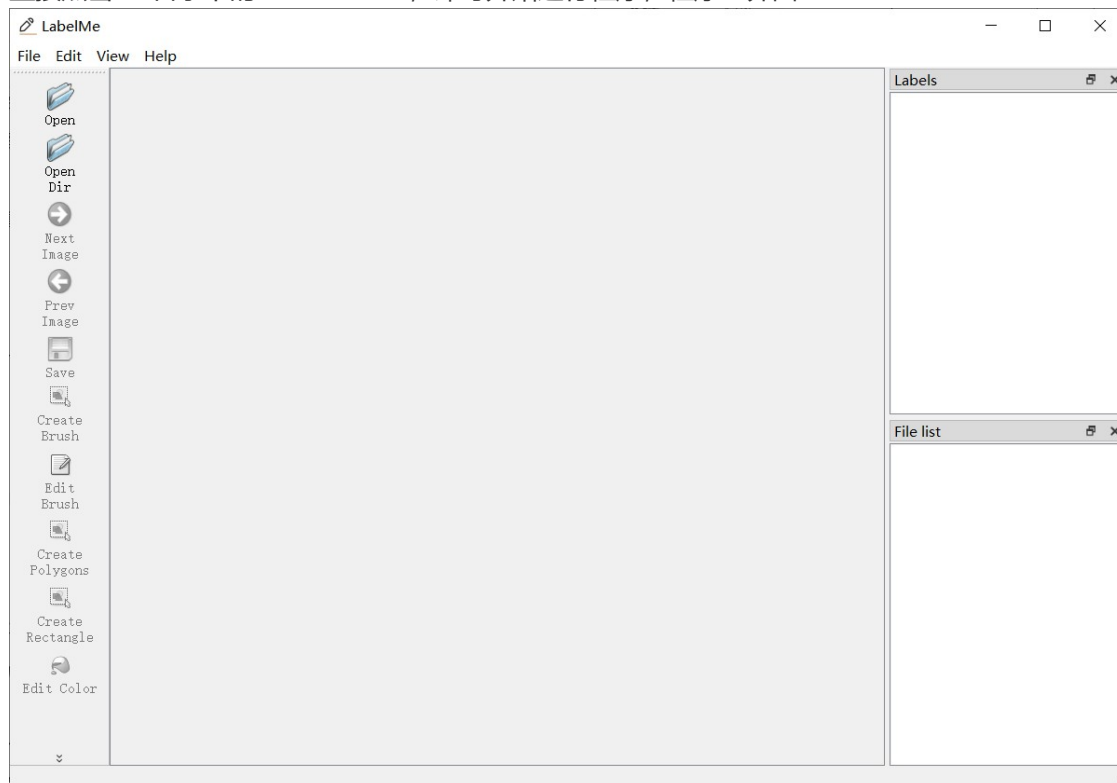 LabelMe
File Edit View Help
Open
Open
Dir
Next
Image
Prev
Image
Save
Create
Brush
Edit
Brush
Create
Polygons
Create
Rectangle
Edit Color
Labels
File list